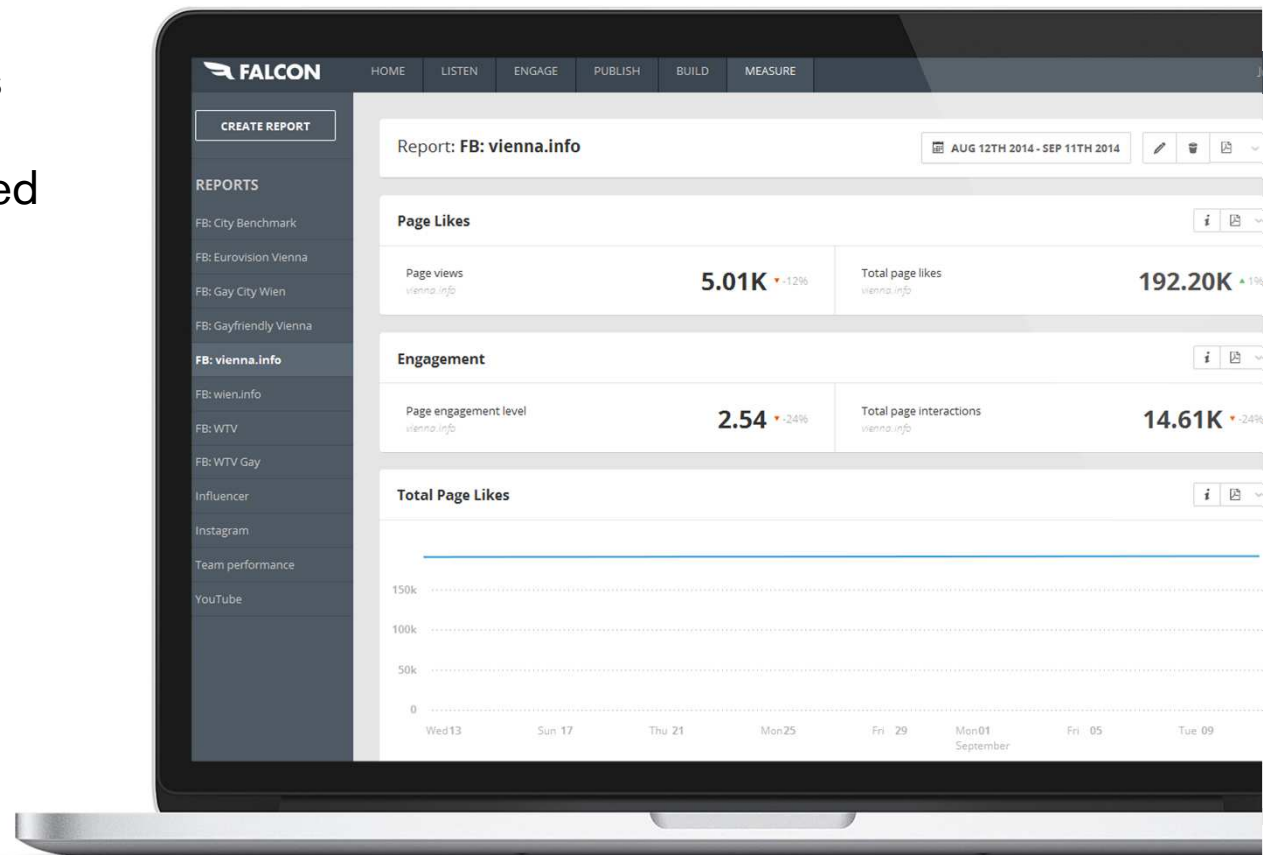 s
ed
FALCON HOME LISTEN ENGAGE PUBLISH BUILD MEASURE
CREATE REPORT
REPORTS
FB: City Benchmark
FB: Eurovision Vienna
FB: Gay City Wien
FB: Gayfriendly Vienna
FB: vienna.info
FB: wien.info
FB: WTV
FB: WTV Gay
Influencer
Instagram
Team performance
YouTube
Report: FB: vienna.info AUG 12TH 2014 - SEP 11TH 2014
Page Likes
Page views 5.01K -12% Total page likes 192.20K 1%
vienna.info vienna.info
Engagement
Page engagement level 2.54 -24% Total page interactions 14.61K -24%
vienna.info vienna.info
Total Page Likes
150k
100k
50k
0
Wed 13 Sun 17 Thu 21 Mon 25 Fri 29 Mon 01 Fri 05 Tue 09
September